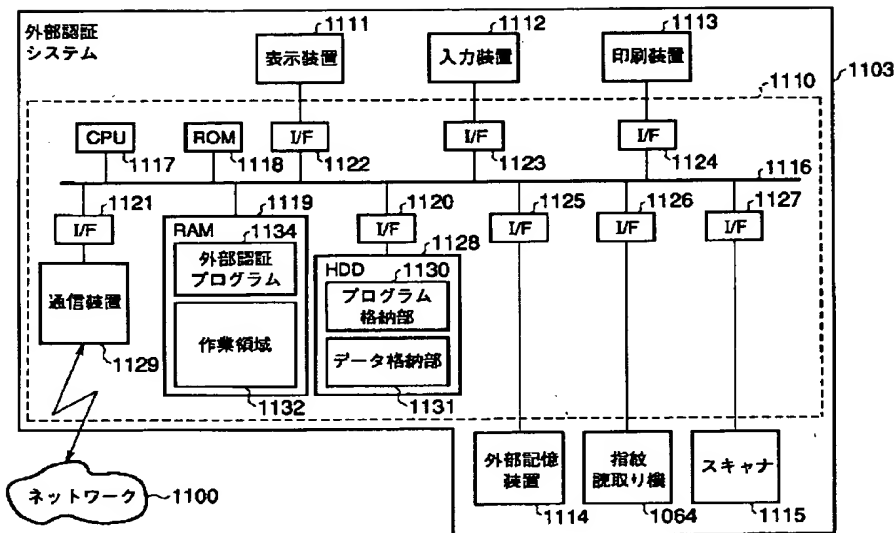 外部認証
システム
1111
表示装置
1112
入力装置
1113
印刷装置
1103
1110
CPU
1117
ROM
1118
I/F
1122
I/F
1123
I/F
1124
1116
1121
I/F
1119
1120
I/F
1125
I/F
1126
I/F
1127
I/F
通信装置
1129
RAM
1134
外部認証
プログラム
作業領域
1132
1128
HDD
1130
プログラム
格納部
データ格納部
1131
外部記憶
装置
1114
指紋
読取り機
1064
スキャナ
1115
ネットワーク
1100